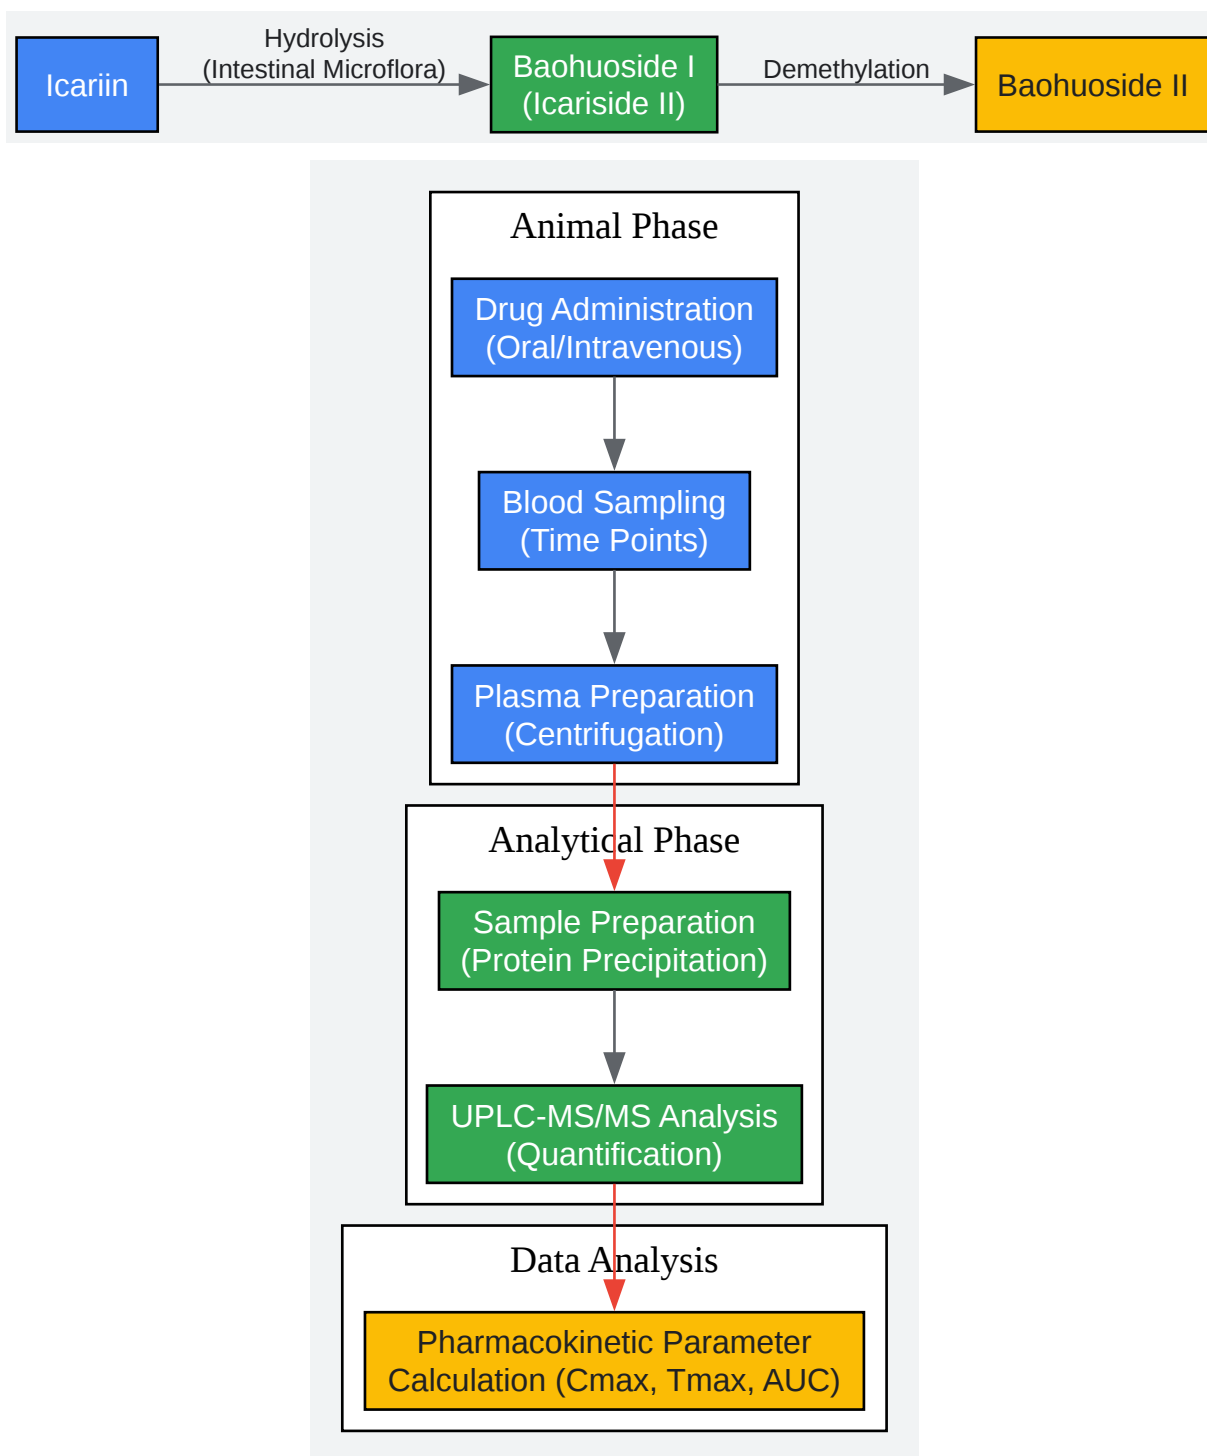 Icariin
Hydrolysis
(Intestinal Microflora)
Baohuoside I
(Icariside II)
Demethylation
Baohuoside II
Animal Phase
Drug Administration
(Oral/Intravenous)
Blood Sampling
(Time Points)
Plasma Preparation
(Centrifugation)
Analytical Phase
Sample Preparation
(Protein Precipitation)
UPLC-MS/MS Analysis
(Quantification)
Data Analysis
Pharmacokinetic Parameter
Calculation (Cmax, Tmax, AUC)